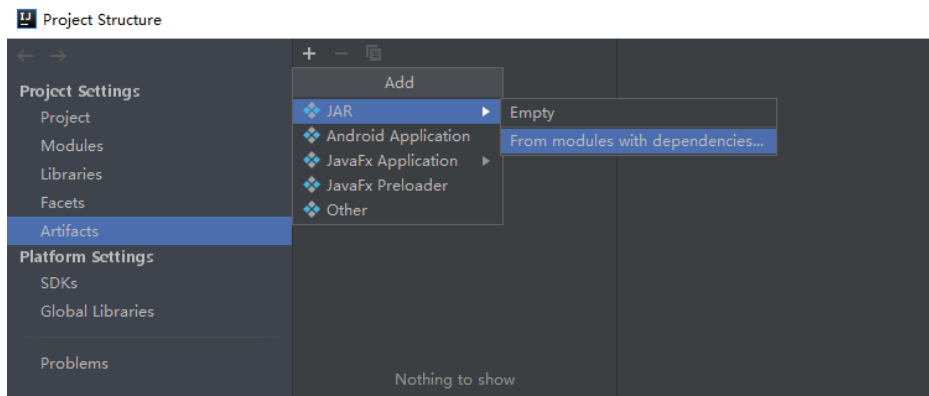 IJ Project Structure
Project Settings
Project
Modules
Libraries
Facets
Artifacts
Platform Settings
SDKs
Global Libraries
Problems
Add
JAR
Android Application
JavaFx Application
JavaFx Preloader
Other
Empty
From modules with dependencies...
Nothing to show